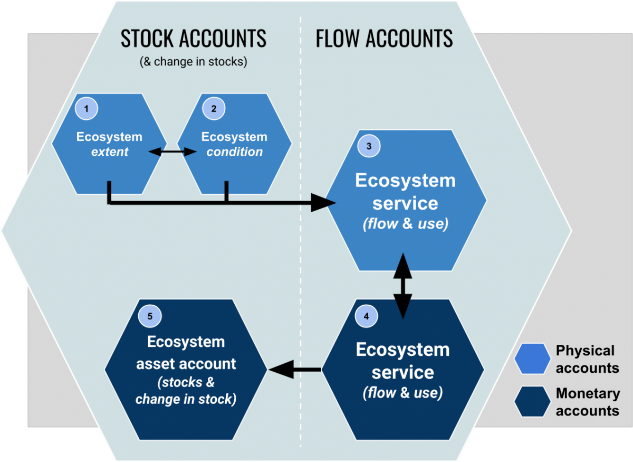 STOCK ACCOUNTS
(& change in stocks)
FLOW ACCOUNTS
1
Ecosystem
extent
2
Ecosystem
condition
3
Ecosystem
service
(flow & use)
5
Ecosystem
asset account
(stocks &
change in stock)
4
Ecosystem
service
(flow & use)
Physical
accounts
Monetary
accounts